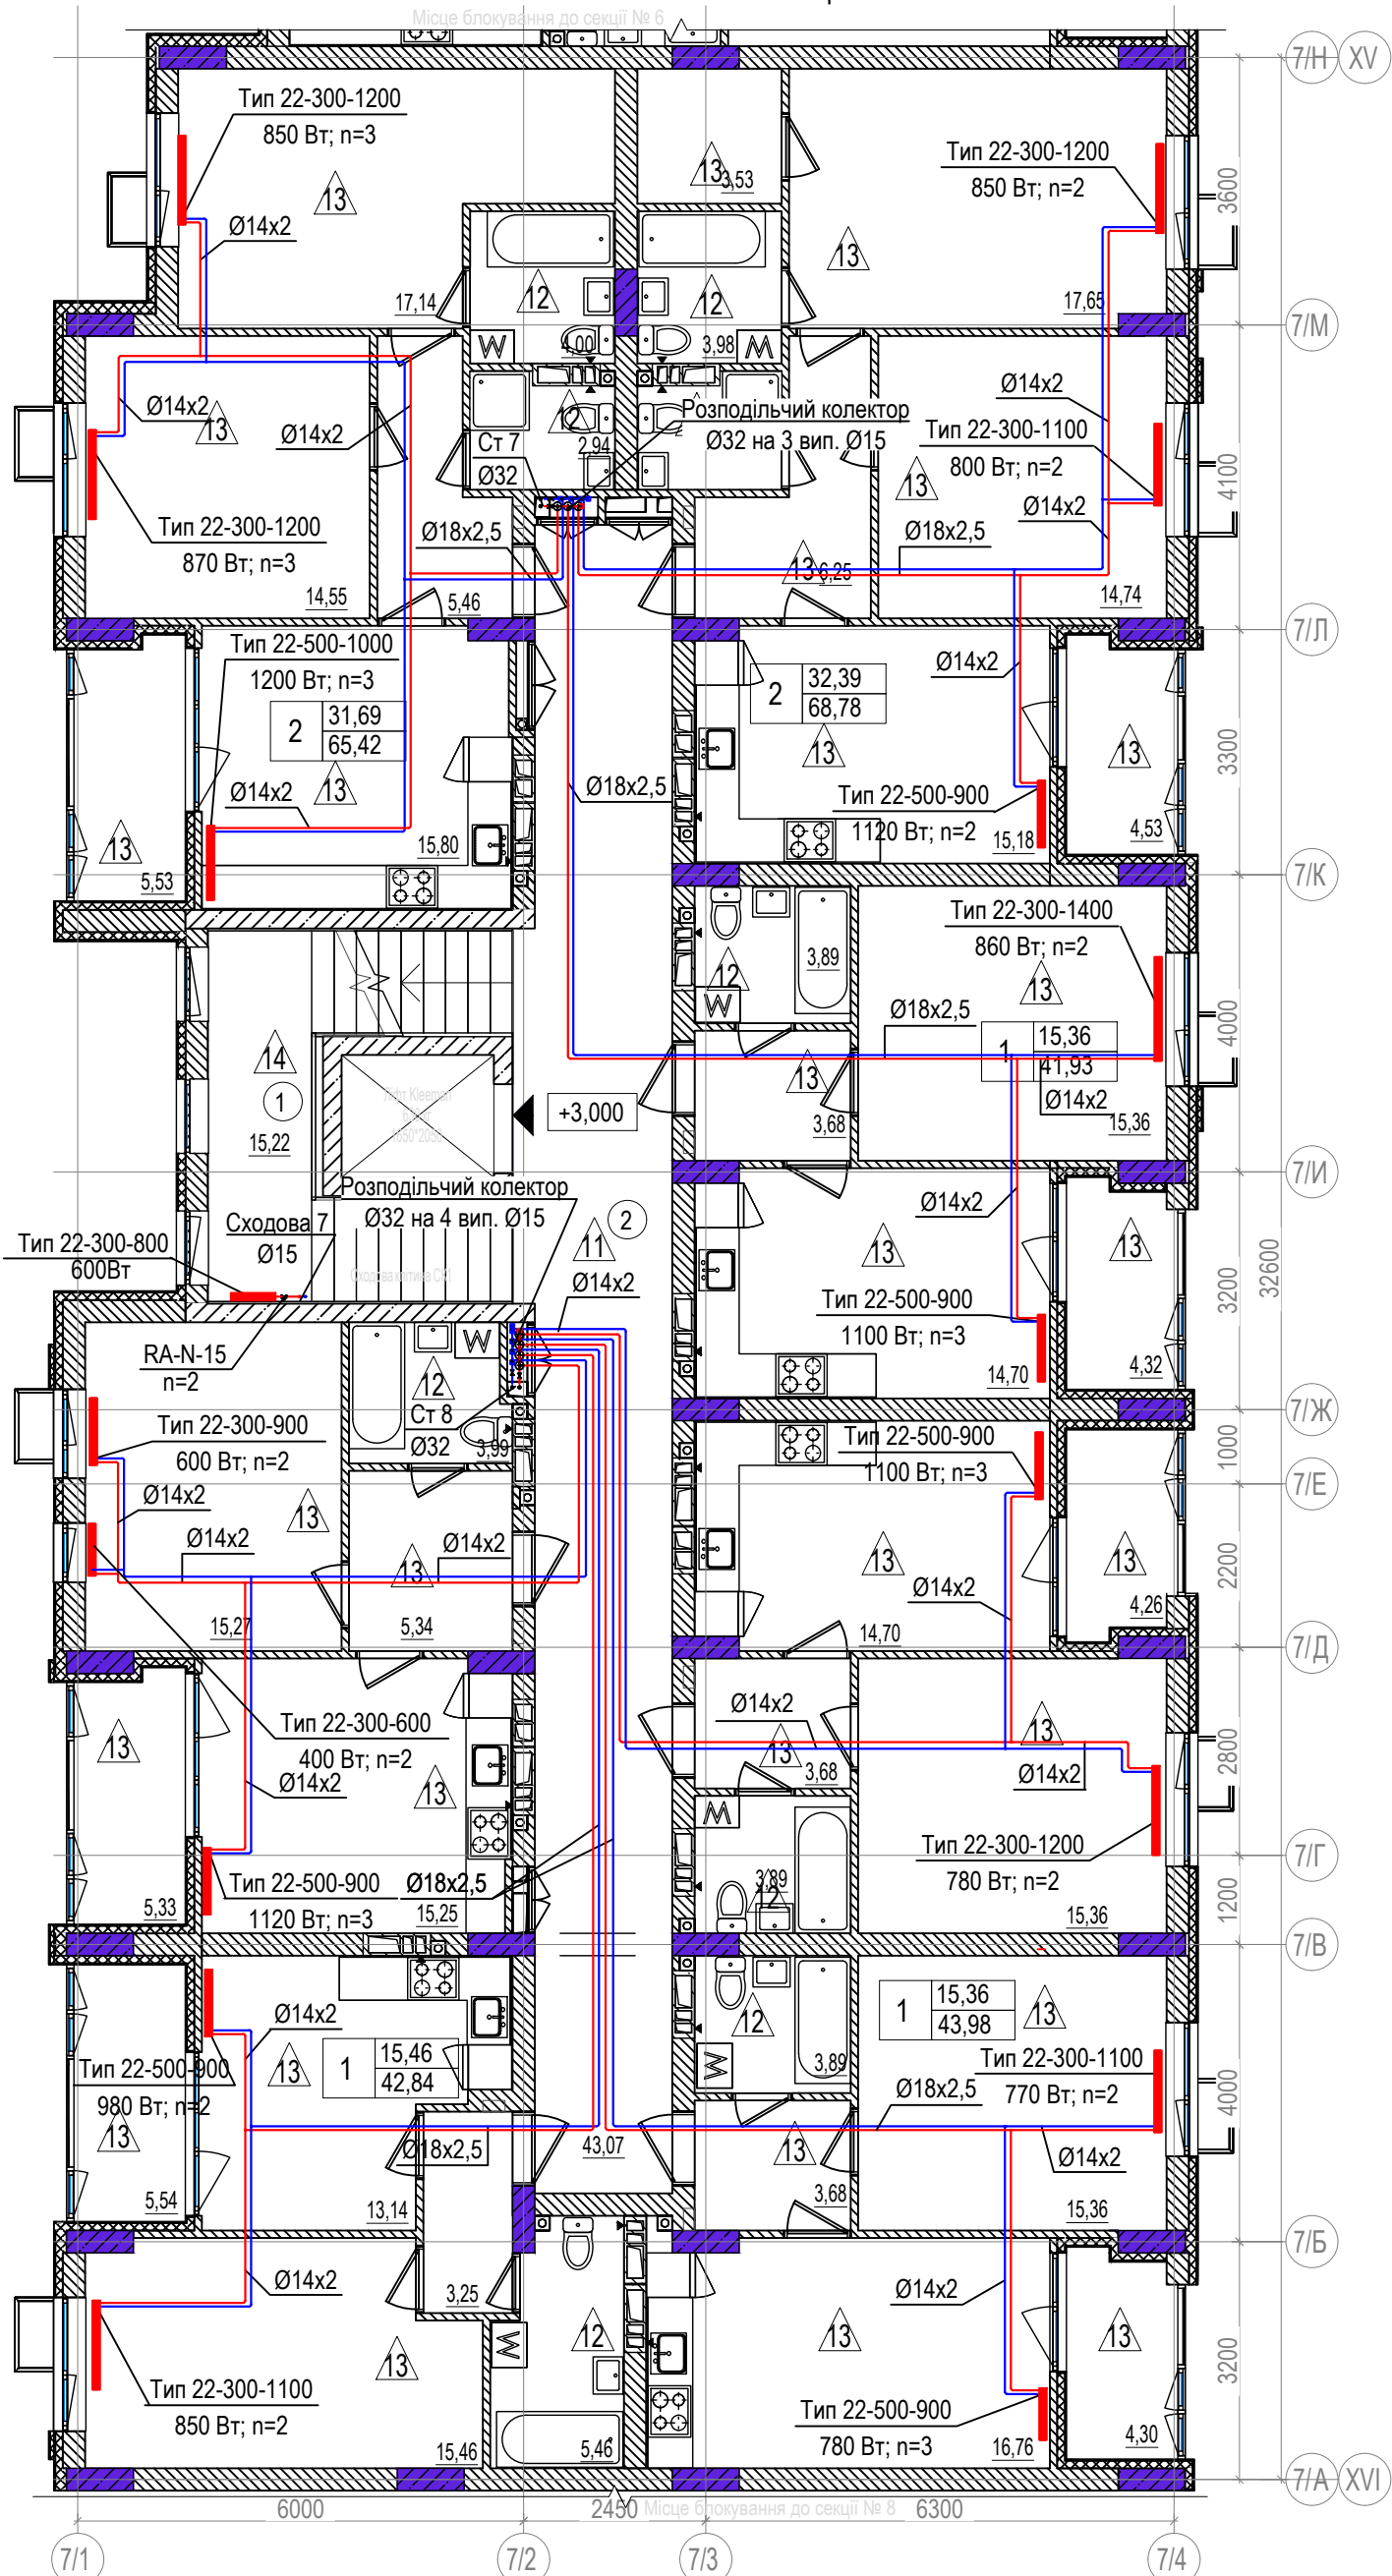 Місце блокування до секції № 6
7/Н
XV
Тип 22-300-1200
850 Вт; n=3
Тип 22-300-1200
850 Вт; n=2
13
3,53
13
13
3600
Ø14x2
12
12
17,14
17,65
7/М
W
4,00
3,98
W
Ø14x2
13
Ø14x2
12
Розподільчий колектор
Ø32 на 3 вип. Ø15
Ст 7
Ø32
2,94
Ø14x2
Тип 22-300-1100
800 Вт; n=2
13
4100
Тип 22-300-1200
870 Вт; n=3
Ø14x2
Ø18x2,5
Ø18x2,5
13
6,25
14,55
5,46
14,74
7/Л
Тип 22-500-1000
1200 Вт; n=3
2
31,69
65,42
2
32,39
68,78
Ø14x2
13
13
13
3300
Ø14x2
Ø18x2,5
Тип 22-500-900
1120 Вт; n=2
13
15,80
15,18
4,53
5,53
7/К
Тип 22-300-1400
860 Вт; n=2
3,89
12
13
W
Ø18x2,5
4000
1
15,36
41,93
14
1
15,22
Ліфт Kleeman
1650*2050
+3,000
13
3,68
Ø14x2
15,36
7/И
Розподільчий колектор
Ø32 на 4 вип. Ø15
Ø14x2
Сходова 7
Ø15
2
11
13
13
Тип 22-300-800
600Вт
Сходова клітина СК1
Ø14x2
Тип 22-500-900
1100 Вт; n=3
3200
32600
RA-N-15
n=2
W
12
14,70
4,32
Тип 22-300-900
600 Вт; n=2
Ст 8
Ø32
3,99
7/Ж
Тип 22-500-900
1100 Вт; n=3
1000
7/Е
Ø14x2
13
Ø14x2
Ø14x2
13
13
13
Ø14x2
2200
15,27
5,34
14,70
4,26
7/Д
Тип 22-300-600
400 Вт; n=2
13
Ø14x2
13
Ø14x2
13
3,68
13
Ø14x2
2800
W
Тип 22-300-1200
780 Вт; n=2
7/Г
Тип 22-500-900
1120 Вт; n=3
Ø18x2,5
5,33
15,25
3,89
12
15,36
1200
7/В
Ø14x2
13
1
15,46
42,84
12
1
15,36
43,98
13
Тип 22-500-900
980 Вт; n=2
13
W
3,89
Тип 22-300-1100
770 Вт; n=2
Ø18x2,5
4000
Ø18x2,5
43,07
13
Ø14x2
5,54
13,14
3,68
15,36
7/Б
Ø14x2
3,25
Ø14x2
W
12
13
13
13
3200
Тип 22-300-1100
850 Вт; n=2
Тип 22-500-900
780 Вт; n=3
15,46
5,46
16,76
4,30
7/А
XVI
6000
2450
Місце блокування до секції № 8
6300
7/1
7/2
7/3
7/4